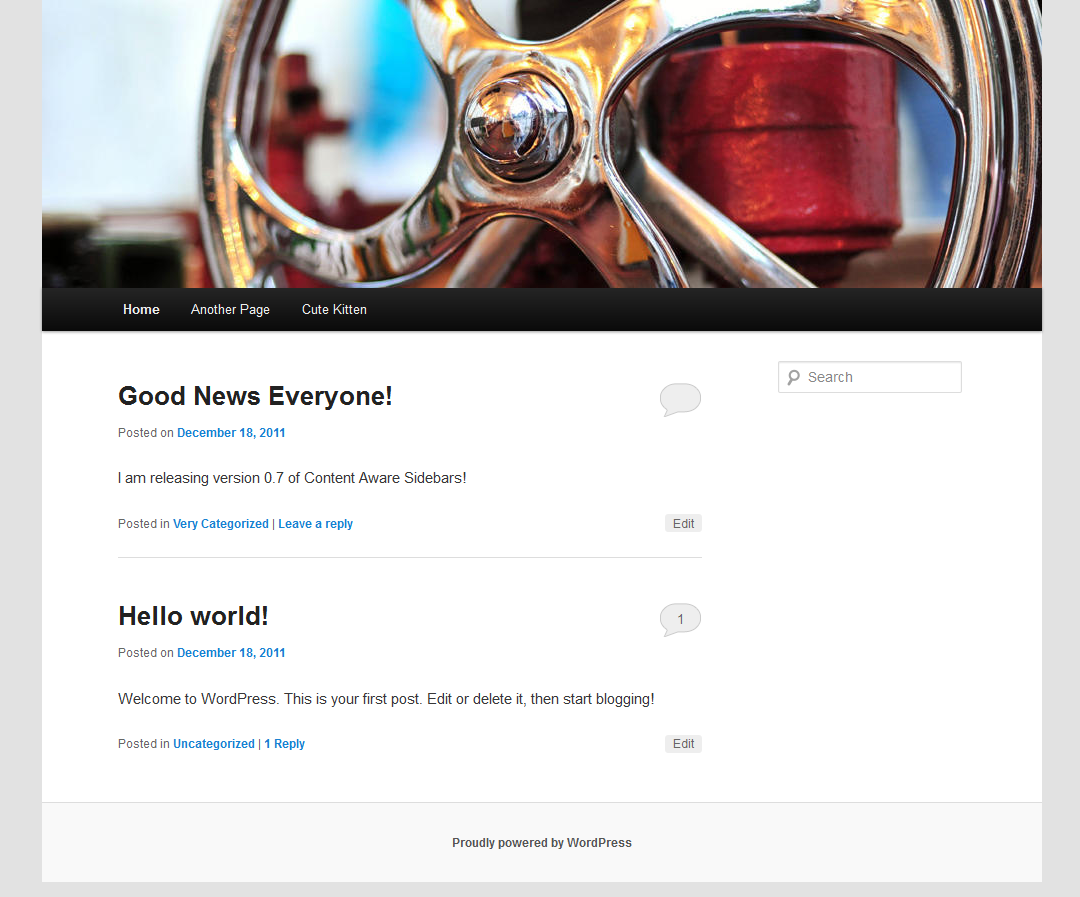 Home Another Page Cute Kitten
Search
Good News Everyone!
Posted on December 18, 2011
I am releasing version 0.7 of Content Aware Sidebars!
Posted in Very Categorized | Leave a reply Edit
Hello world! 1
Posted on December 18, 2011
Welcome to WordPress. This is your first post. Edit or delete it, then start blogging!
Posted in Uncategorized | 1 Reply Edit
Proudly powered by WordPress